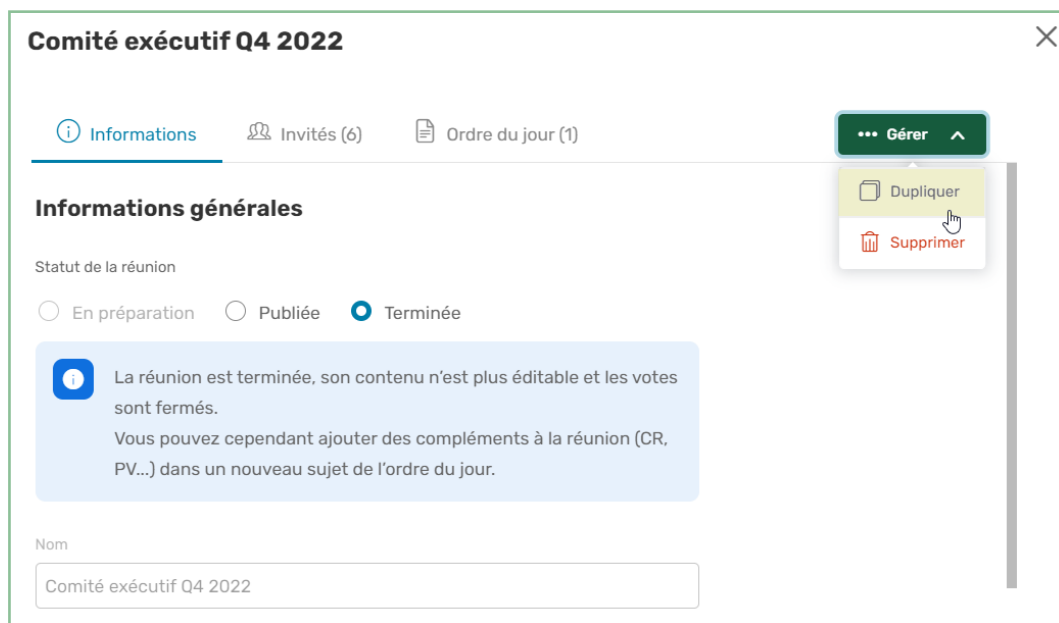 Comité exécutif Q4 2022
Informations
Invités (6)
Ordre du jour (1)
••• Gérer
Dupliquer
Supprimer
Informations générales
Statut de la réunion
En préparation
Publiée
Terminée
La réunion est terminée, son contenu n’est plus éditable et les votes
sont fermés.
Vous pouvez cependant ajouter des compléments à la réunion (CR,
PV...) dans un nouveau sujet de l’ordre du jour.
Nom
Comité exécutif Q4 2022